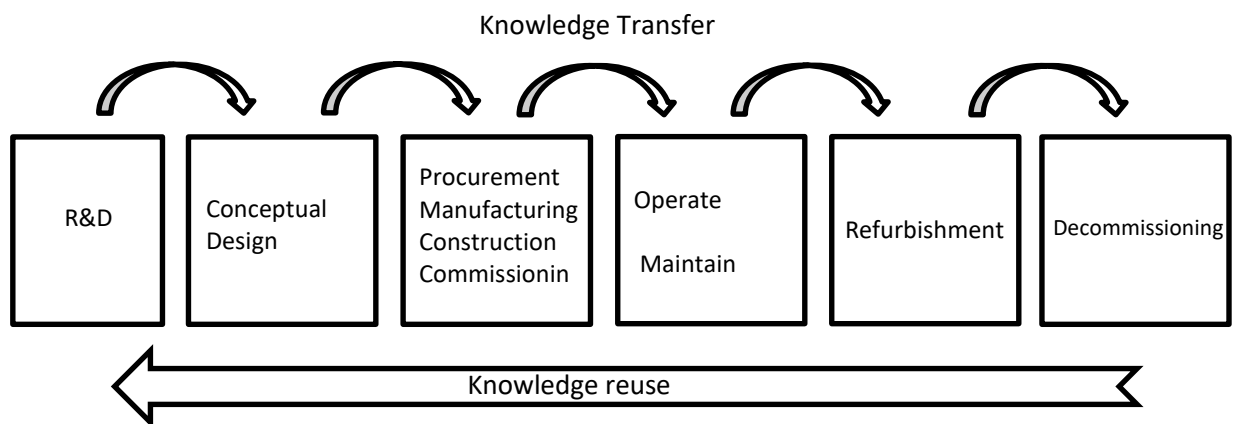 Knowledge Transfer
R&D
Conceptual
Design
Procurement
Manufacturing
Construction
Commissionin
Operate
Maintain
Refurbishment
Decommissioning
Knowledge reuse